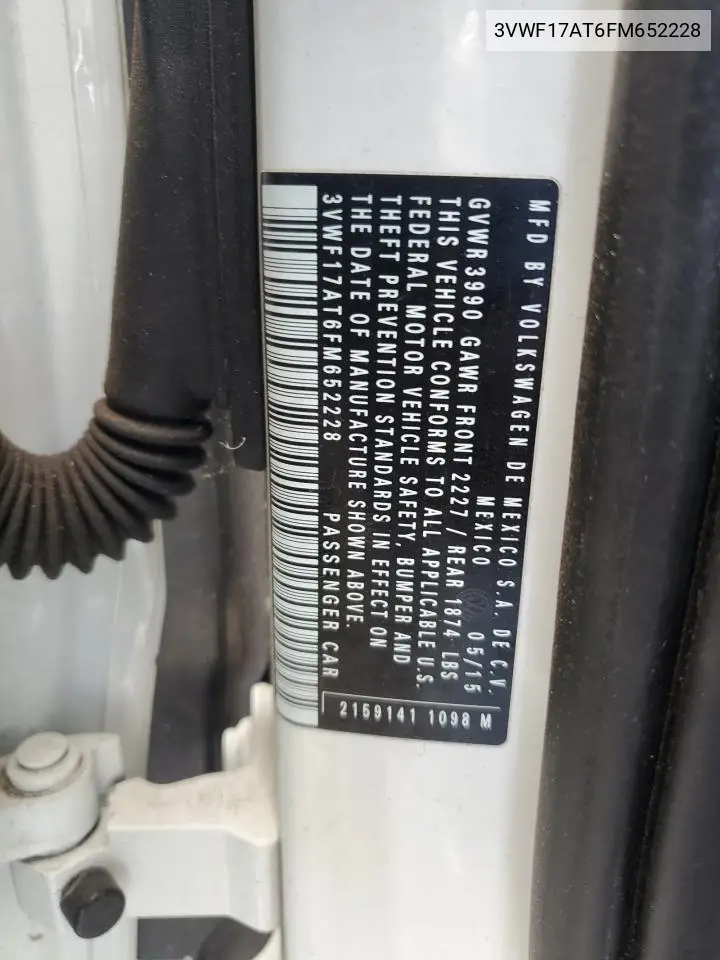 3VWF17AT6FM652228
MFD BY VOLKSWAGEN DE MEXICO S.A. DE C.V.
MEXICO 05/15
GVWR 3990 GAWR FRONT 2227 / REAR 1874 LBS
THIS VEHICLE CONFORMS TO ALL APPLICABLE U.S.
FEDERAL MOTOR VEHICLE SAFETY, BUMPER AND
THEFT PREVENTION STANDARDS IN EFFECT ON
THE DATE OF MANUFACTURE SHOWN ABOVE.
3VWF17AT6FM652228 PASSENGER CAR
2159141 1098 M